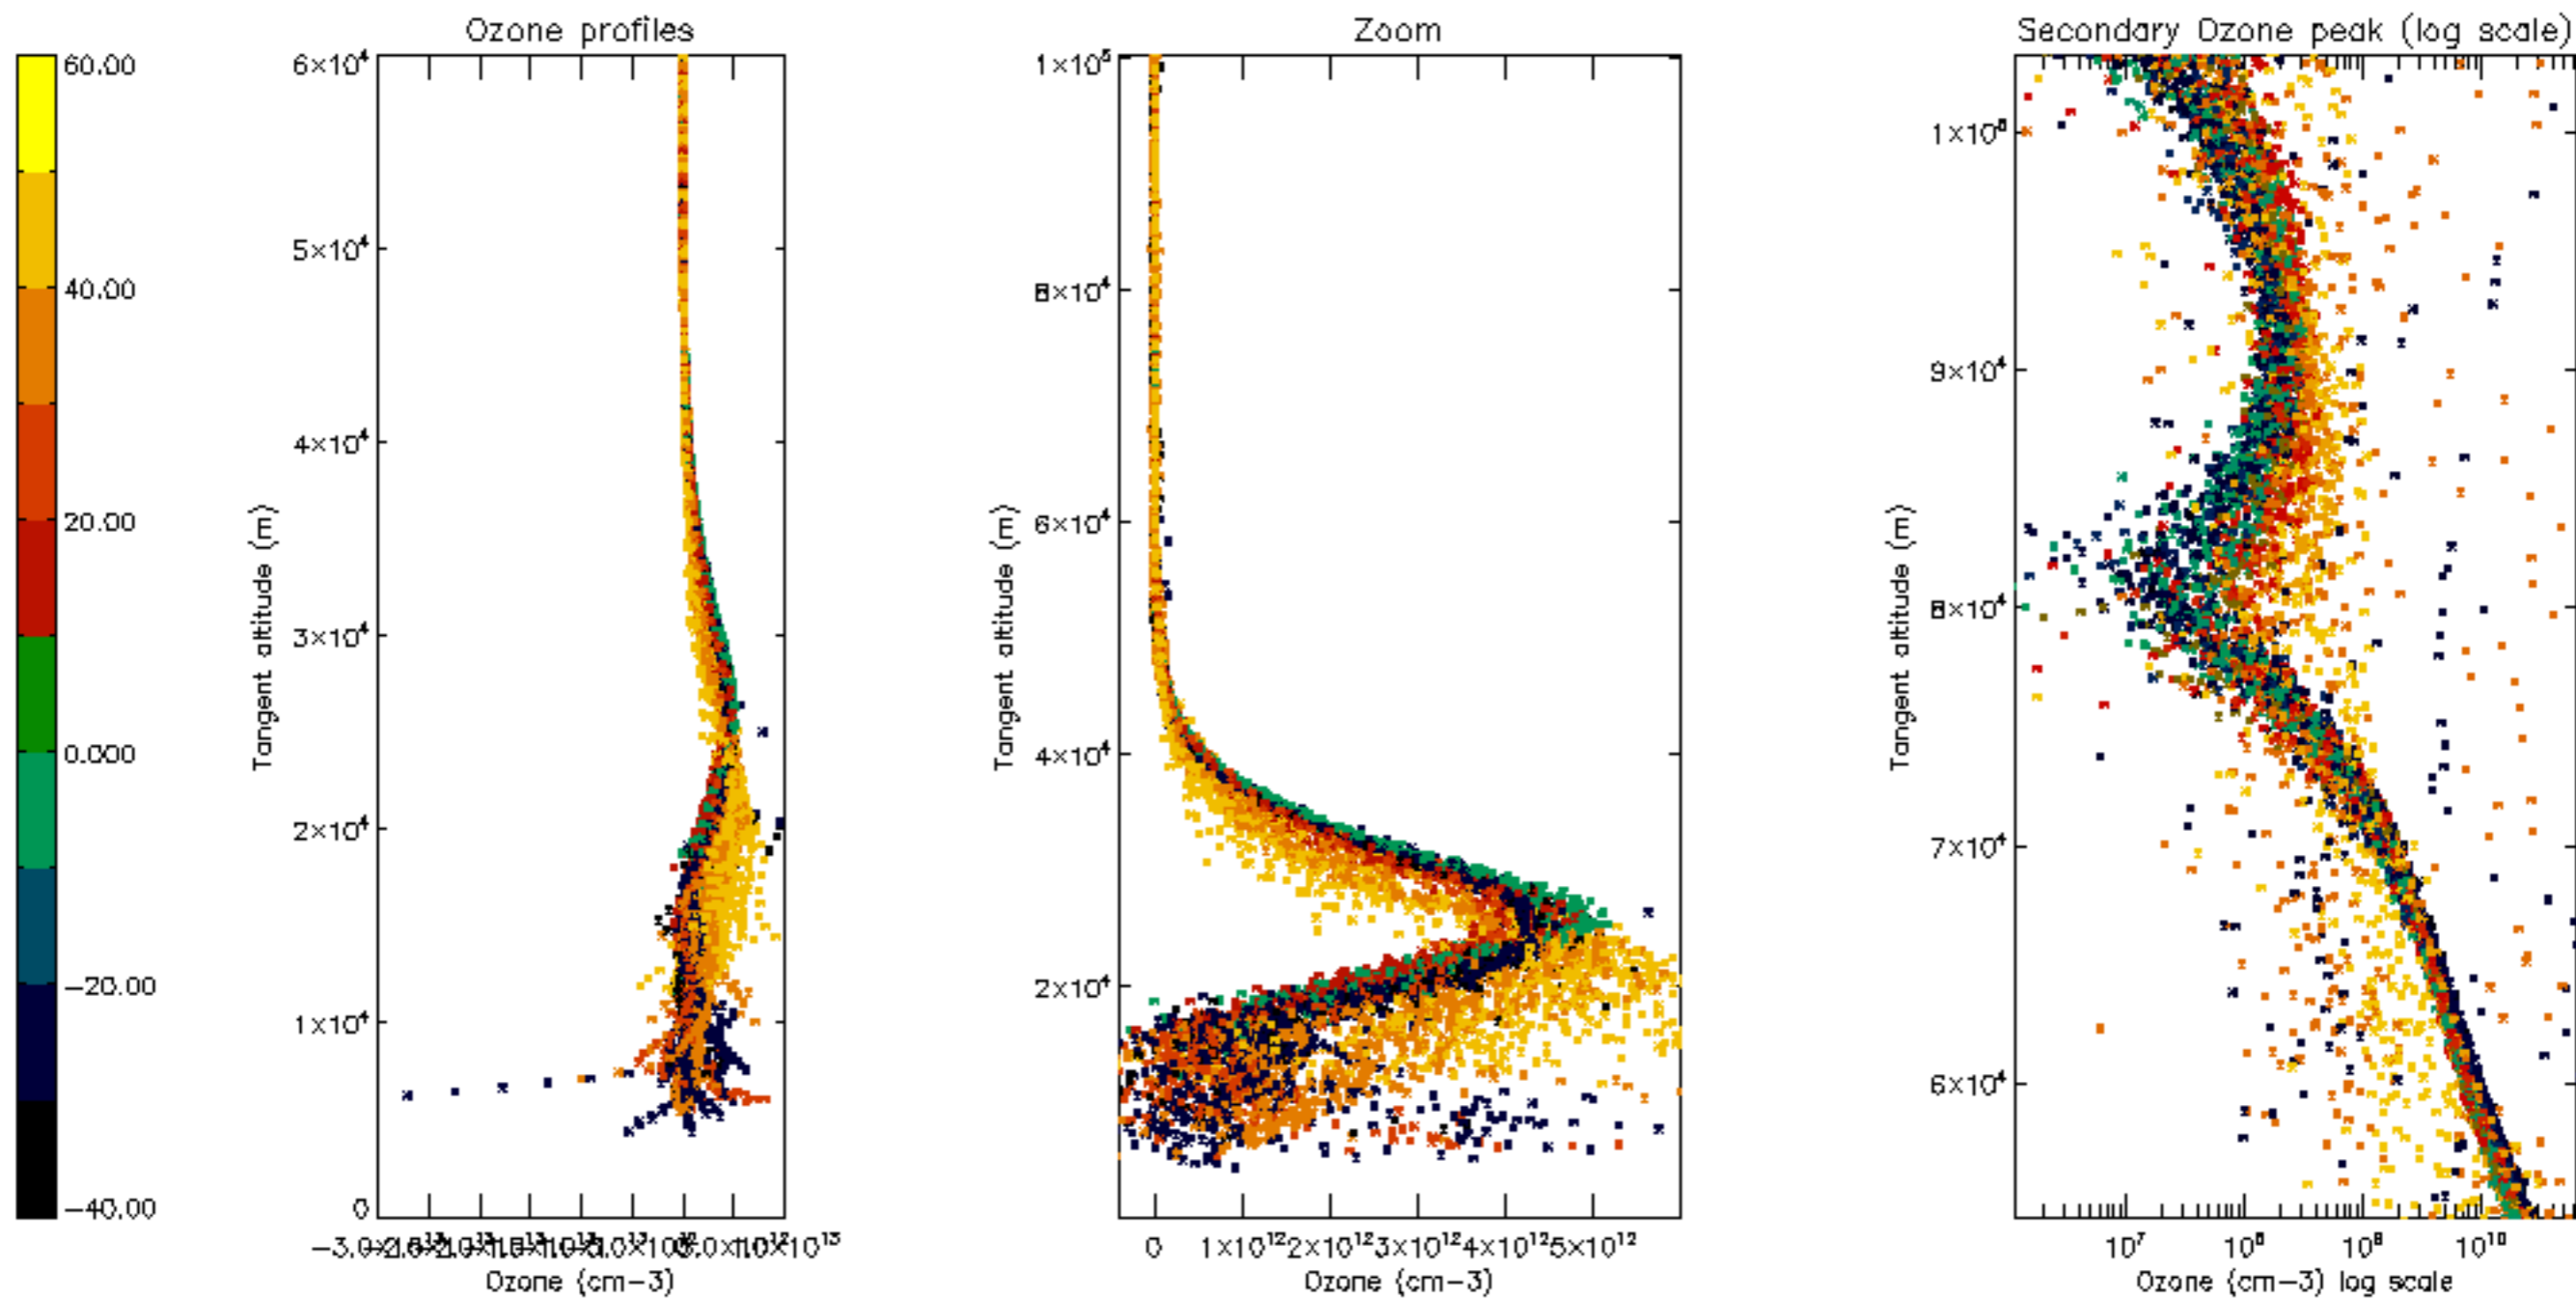 Ozone profiles
Zoom
Secondary Ozone peak (log scale)
60.00
40.00
20.00
0.000
−20.00
−40.00
6×10⁴
5×10⁴
4×10⁴
3×10⁴
2×10⁴
1×10⁴
0
Tangent altitude (m)
Ozone (cm−3)
1×10⁵
8×10⁴
6×10⁴
4×10⁴
2×10⁴
Tangent altitude (m)
0 1×10¹² 2×10¹² 3×10¹² 4×10¹² 5×10¹²
Ozone (cm−3)
9×10⁴
8×10⁴
7×10⁴
6×10⁴
Tangent altitude (m)
10⁷ 10⁸ 10⁹ 10¹⁰
Ozone (cm−3) log scale